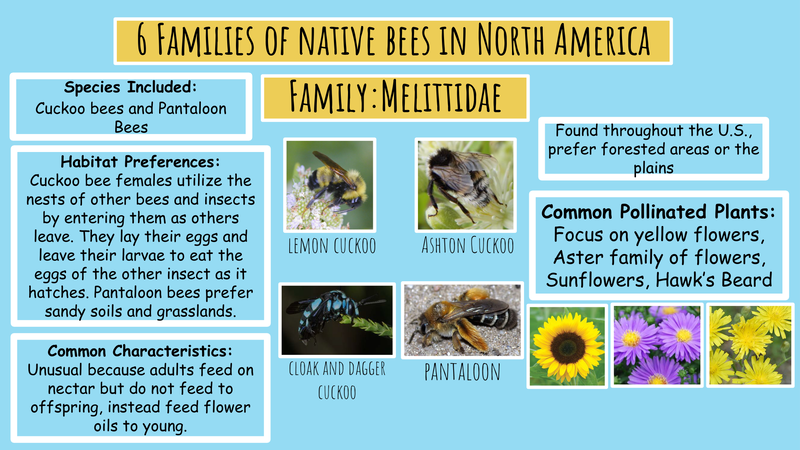 6 Families of native bees in North America
Family:Melittidae
Species Included:
Cuckoo bees and Pantaloon
Bees
Habitat Preferences:
Cuckoo bee females utilize the
nests of other bees and insects
by entering them as others
leave. They lay their eggs and
leave their larvae to eat the
eggs of the other insect as it
hatches. Pantaloon bees prefer
sandy soils and grasslands.
Common Characteristics:
Unusual because adults feed on
nectar but do not feed to
offspring, instead feed flower
oils to young.
lemon cuckoo
Ashton Cuckoo
cloak and dagger
cuckoo
pantaloon
Found throughout the U.S.,
prefer forested areas or the
plains
Common Pollinated Plants:
Focus on yellow flowers,
Aster family of flowers,
Sunflowers, Hawk's Beard